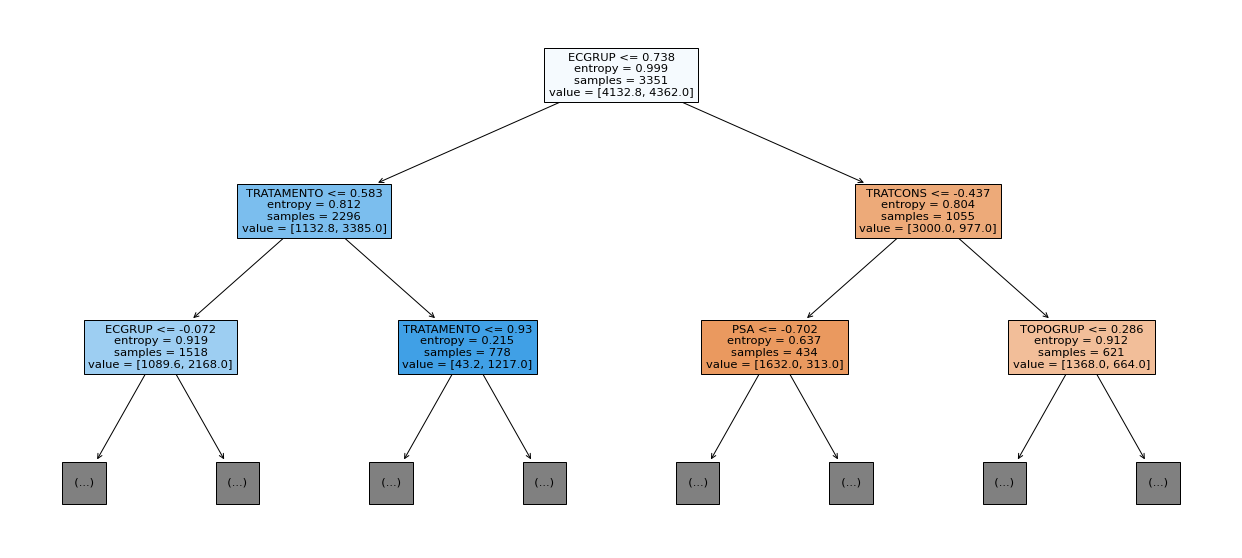 ECGRUP <= 0.738
entropy = 0.999
samples = 3351
value = [4132.8, 4362.0]
TRATAMENTO <= 0.583
entropy = 0.812
samples = 2296
value = [1132.8, 3385.0]
TRATCONS <= -0.437
entropy = 0.804
samples = 1055
value = [3000.0, 977.0]
ECGRUP <= -0.072
entropy = 0.919
samples = 1518
value = [1089.6, 2168.0]
TRATAMENTO <= 0.93
entropy = 0.215
samples = 778
value = [43.2, 1217.0]
PSA <= -0.702
entropy = 0.637
samples = 434
value = [1632.0, 313.0]
TOPOGRUP <= 0.286
entropy = 0.912
samples = 621
value = [1368.0, 664.0]
(...)
(...)
(...)
(...)
(...)
(...)
(...)
(...)